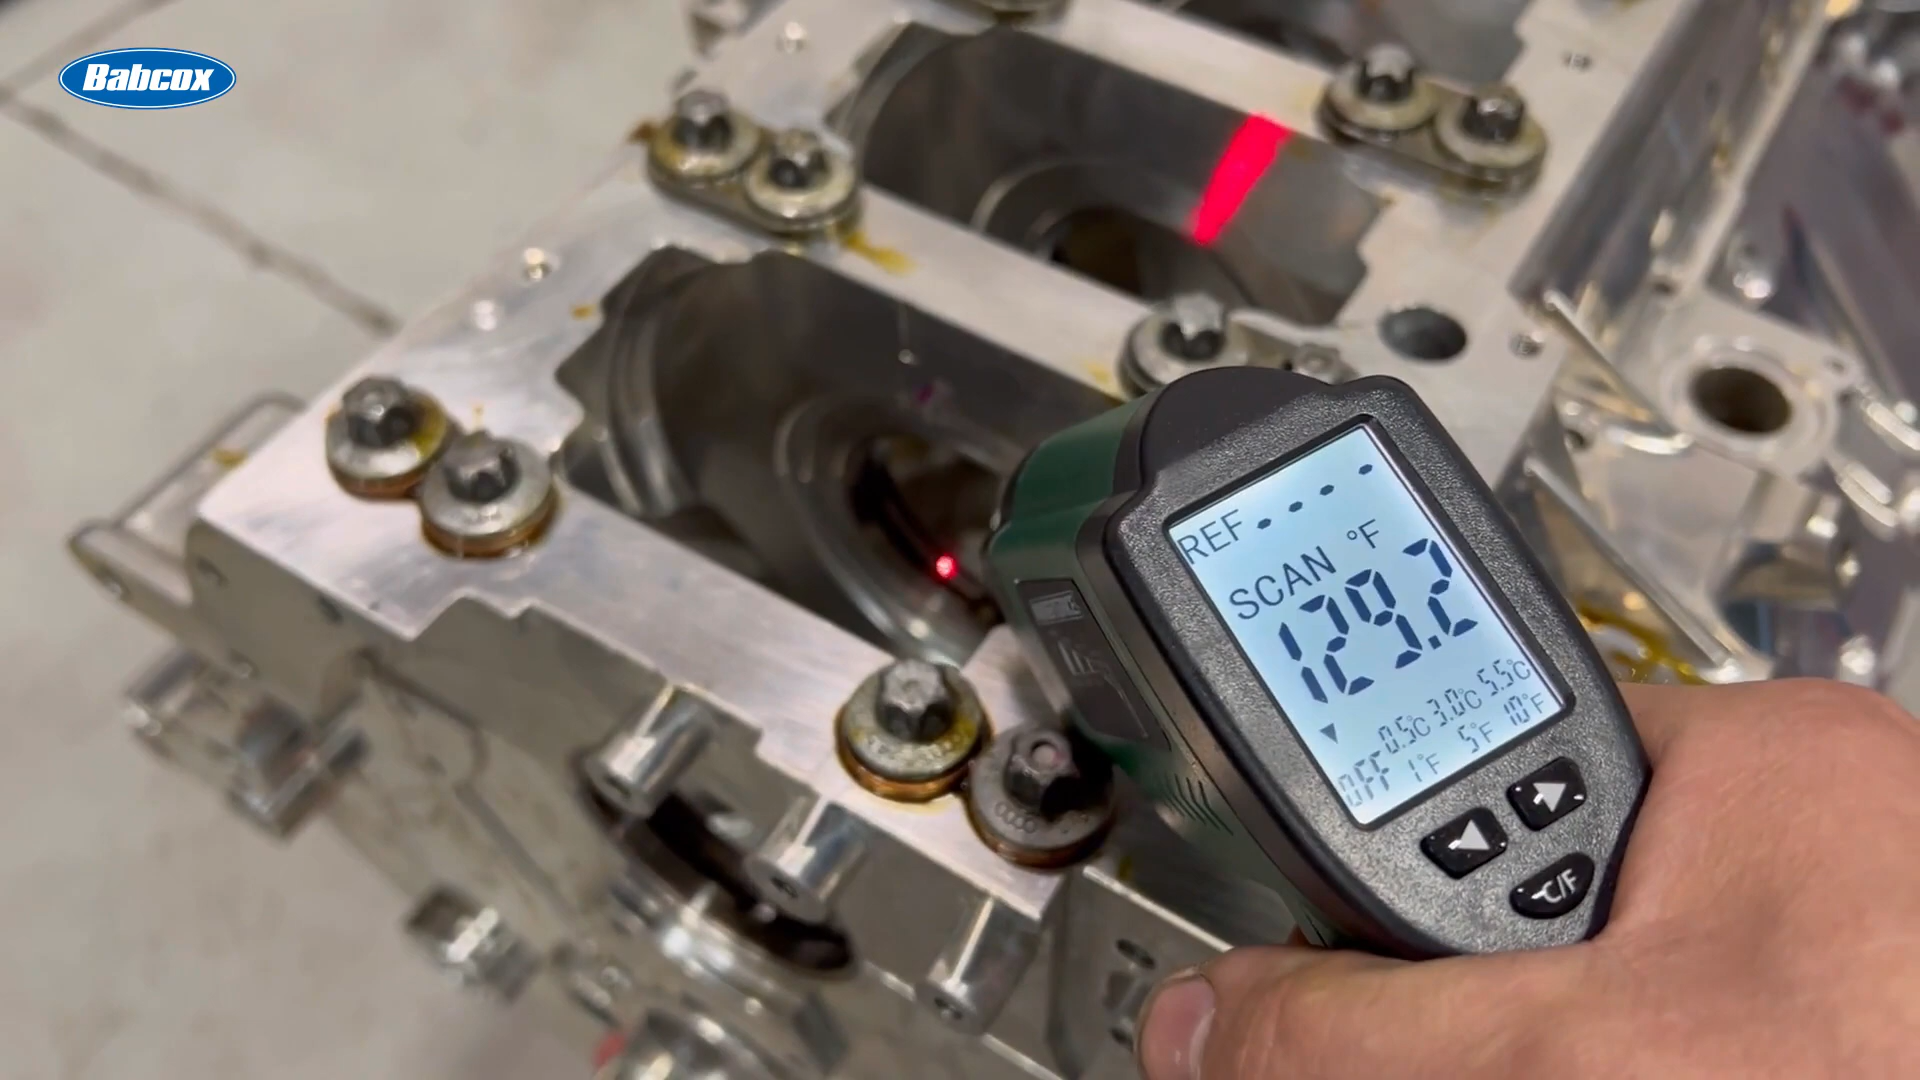 Babcox
REF - - - -
SCAN °F
129.2
0.5°C 3.0°C 5.5°C
OFF 1°F 5°F 10°F
°C/F